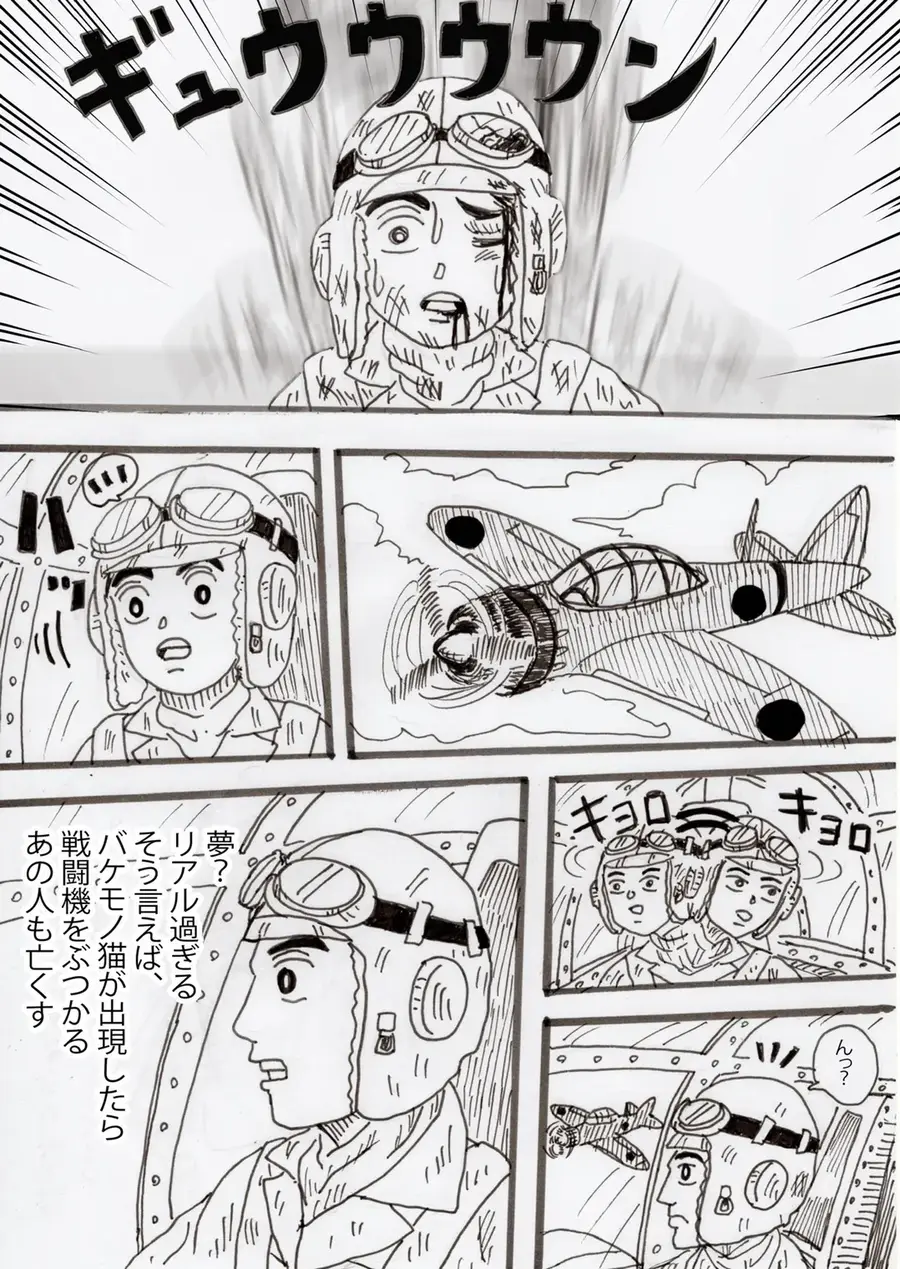 ギュウウウウン
バッ
キョロ
キョロ
んっ?
夢?
リアル過ぎる
そう言えば、
バケモノ猫が出現したら
戦闘機をぶつかる
あの人も亡くす